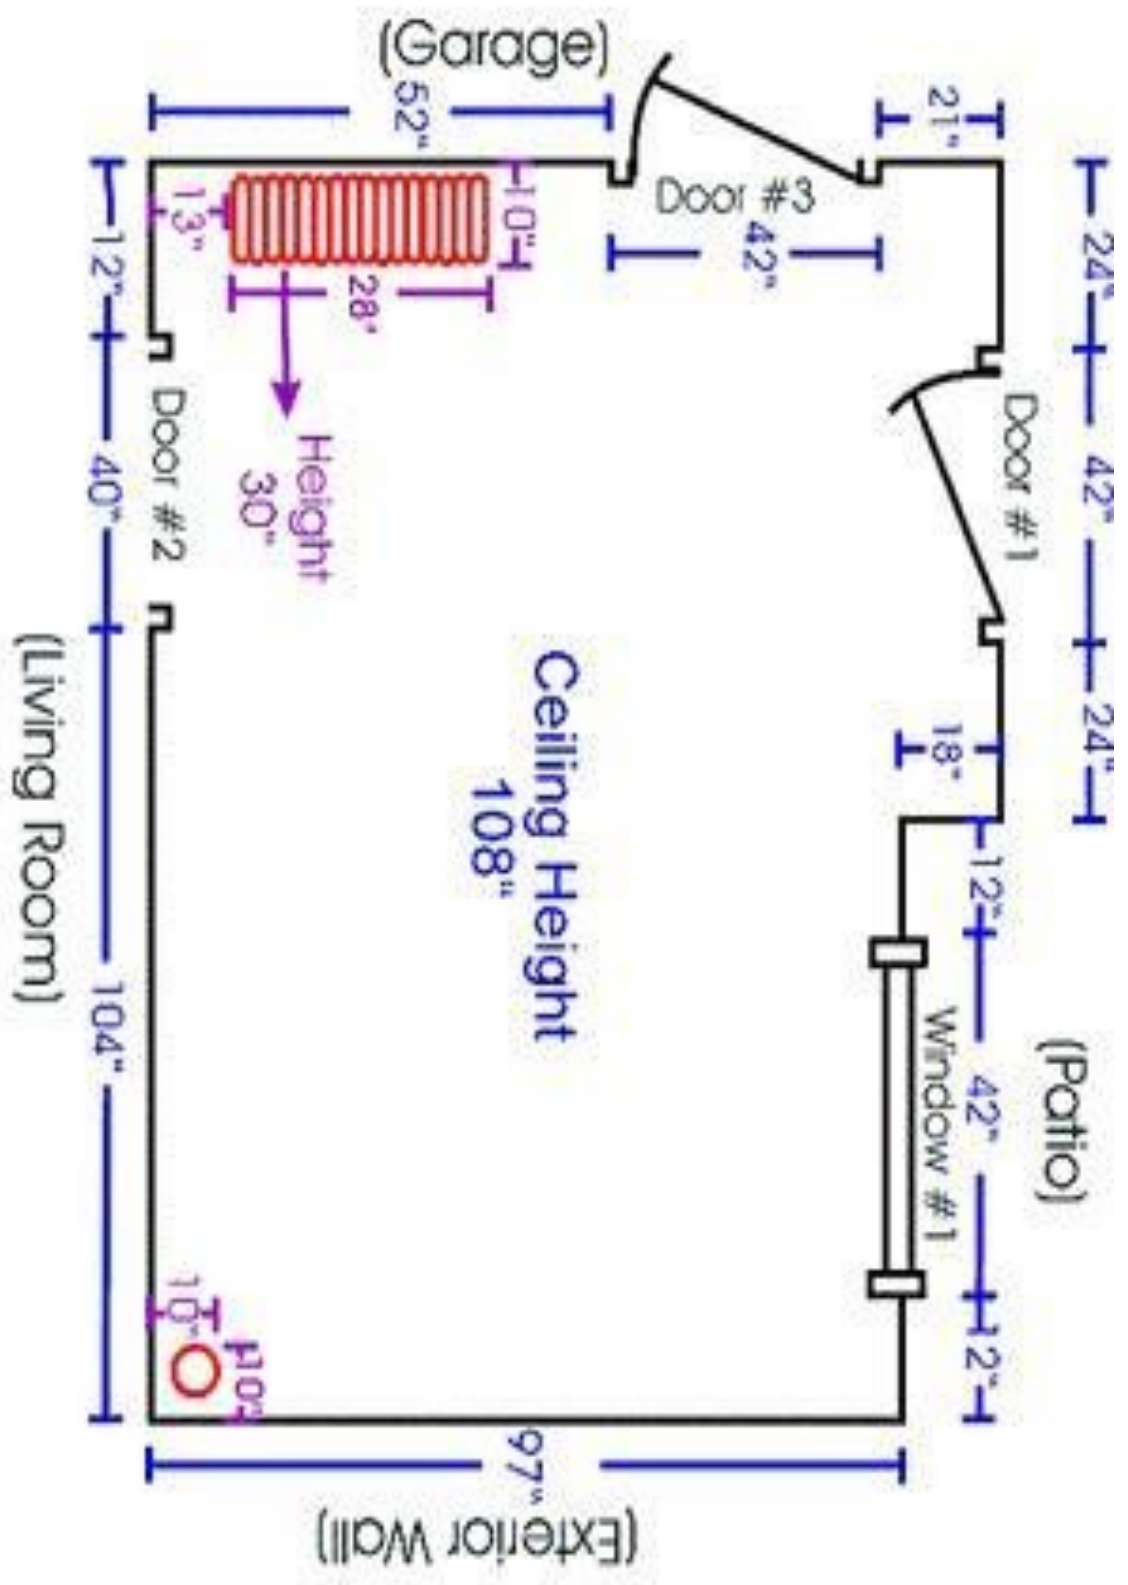 (Garage)
52"
21"
Door #3
42"
13"
10"
28"
Height
30"
12"
40"
104"
Door #2
(Living Room)
24"
42"
24"
Door #1
18"
12"
42"
12"
Window #1
(Patio)
Ceiling Height
108"
10"
10"
97"
(Exterior Wall)